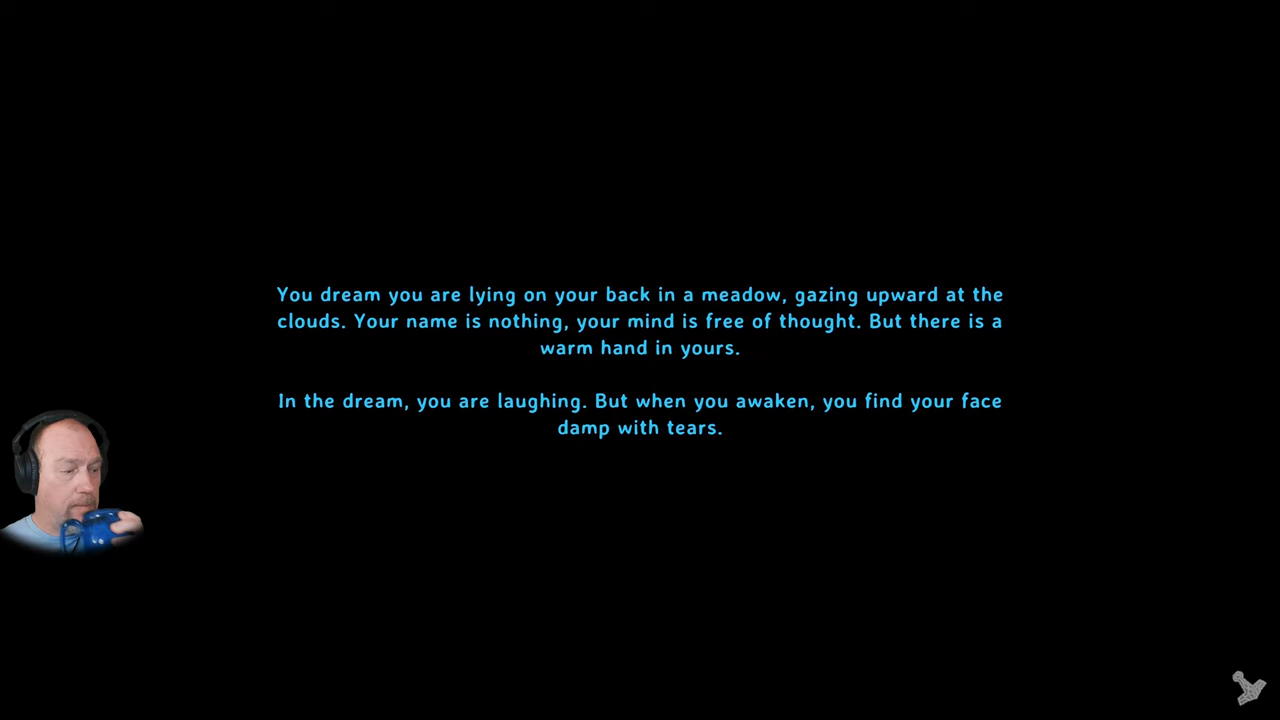 You dream you are lying on your back in a meadow, gazing upward at the
clouds. Your name is nothing, your mind is free of thought. But there is a
warm hand in yours.
In the dream, you are laughing. But when you awaken, you find your face
damp with tears.